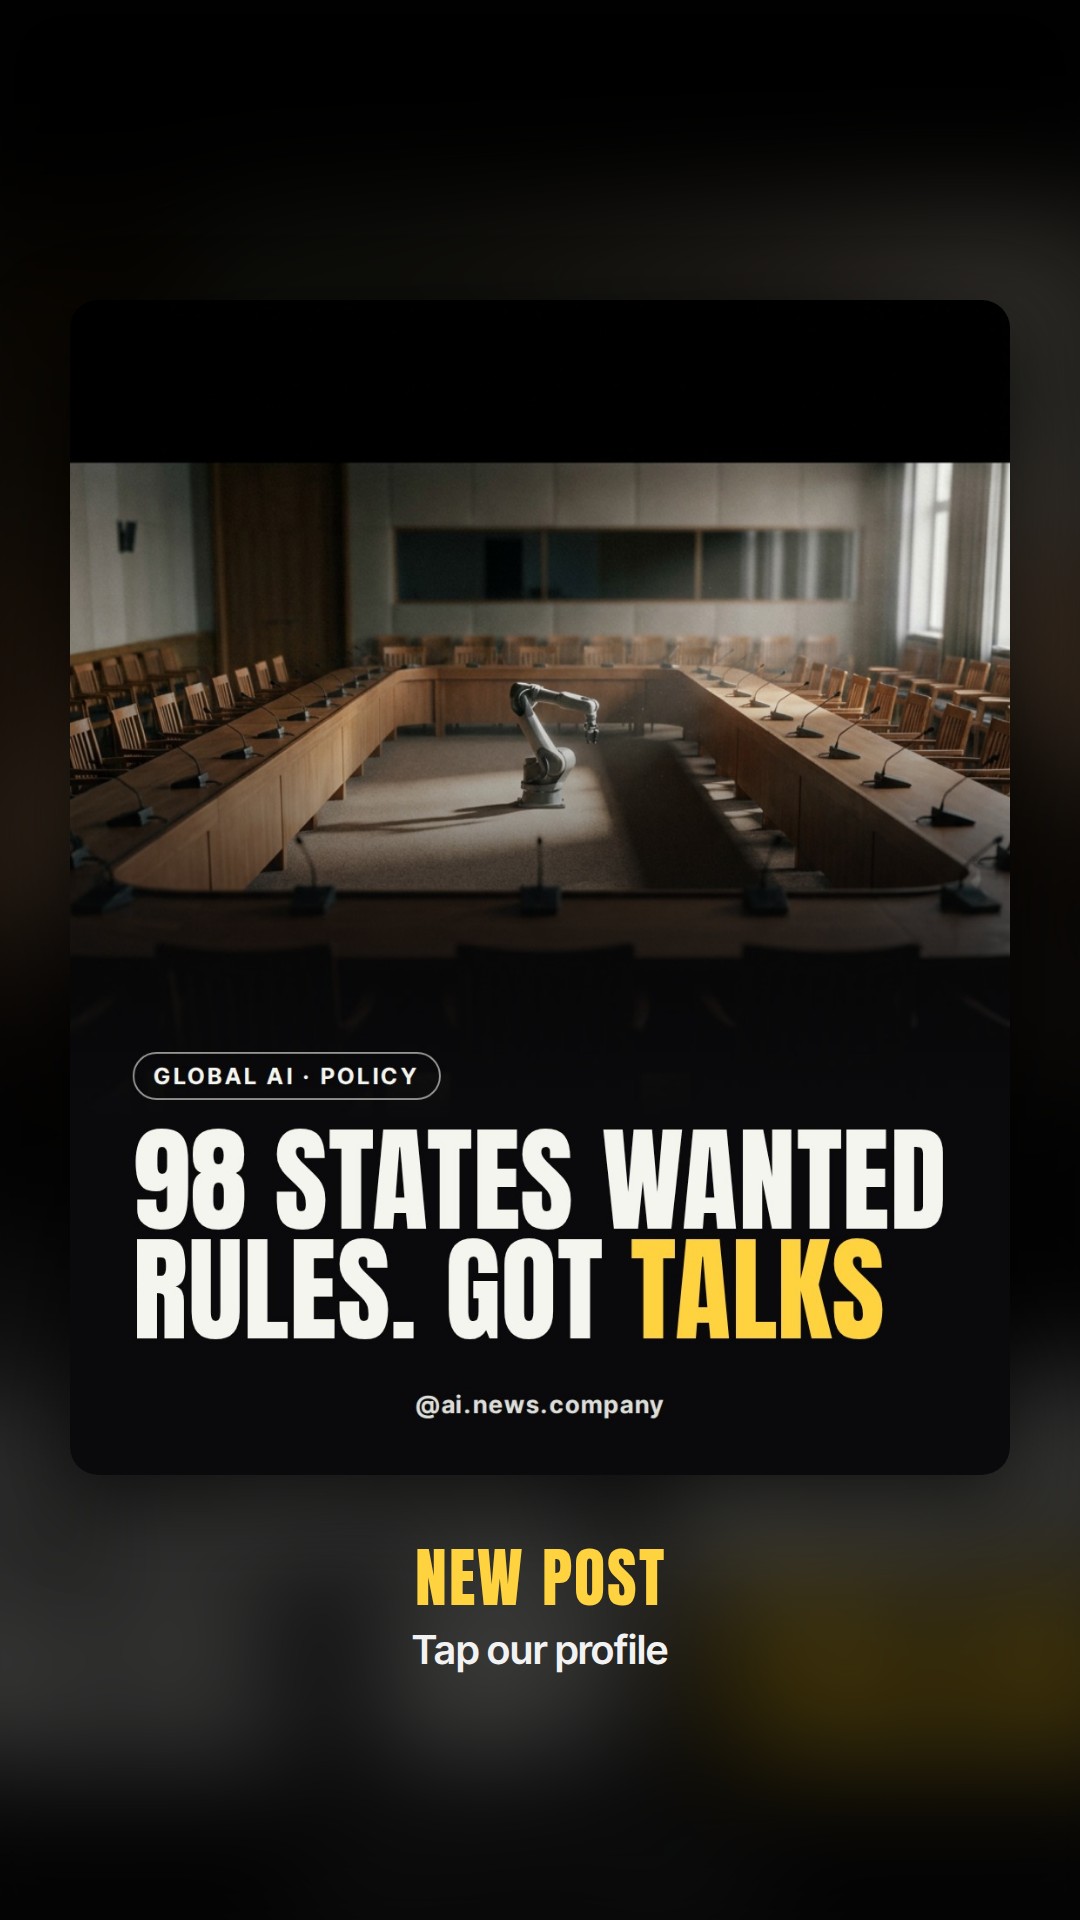 GLOBAL AI · POLICY
98 STATES WANTED
RULES. GOT TALKS
@ai.news.company
NEW POST
Tap our profile